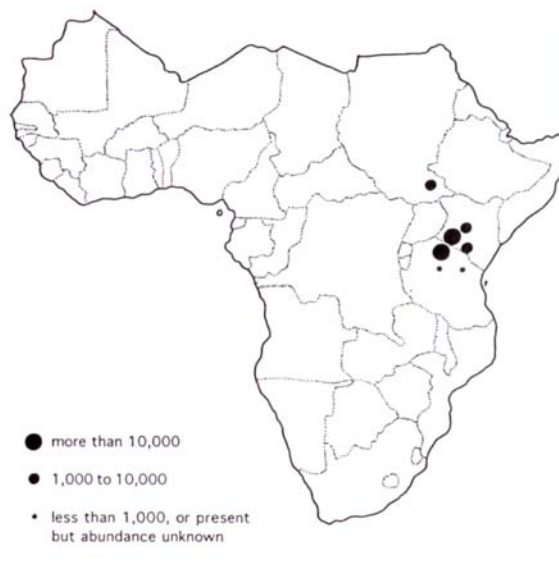 more than 10,000
1,000 to 10,000
less than 1,000, or present
but abundance unknown